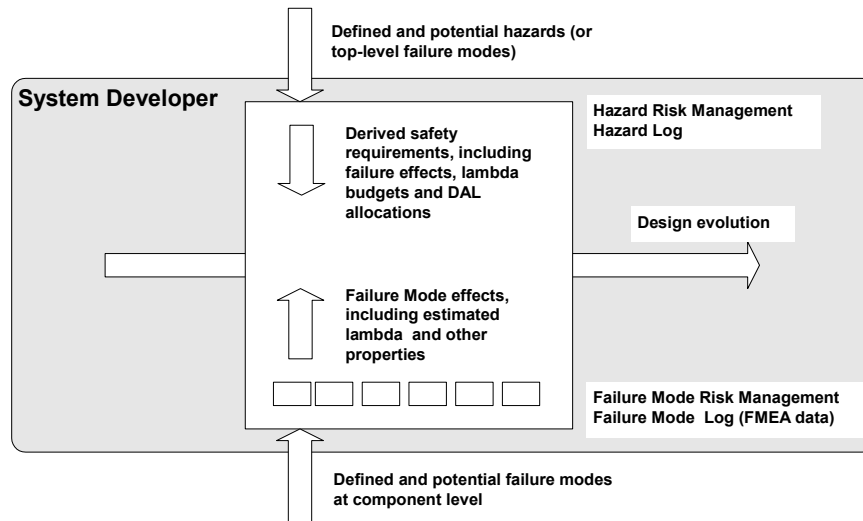 Defined and potential hazards (or
top-level failure modes)
System Developer
Hazard Risk Management
Hazard Log
Derived safety
requirements, including
failure effects, lambda
budgets and DAL
allocations
Design evolution
Failure Mode effects,
including estimated
lambda and other
properties
Failure Mode Risk Management
Failure Mode Log (FMEA data)
Defined and potential failure modes
at component level